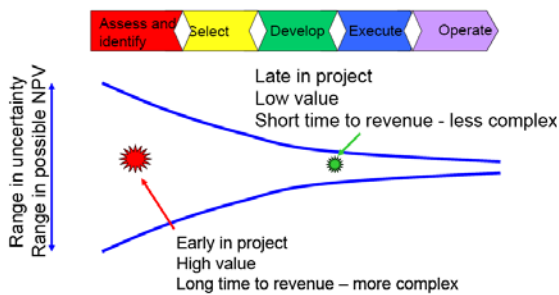 Assess and
identify
Select
Develop
Execute
Operate
Late in project
Low value
Short time to revenue - less complex
Range in uncertainty
Range in possible NPV
Early in project
High value
Long time to revenue – more complex